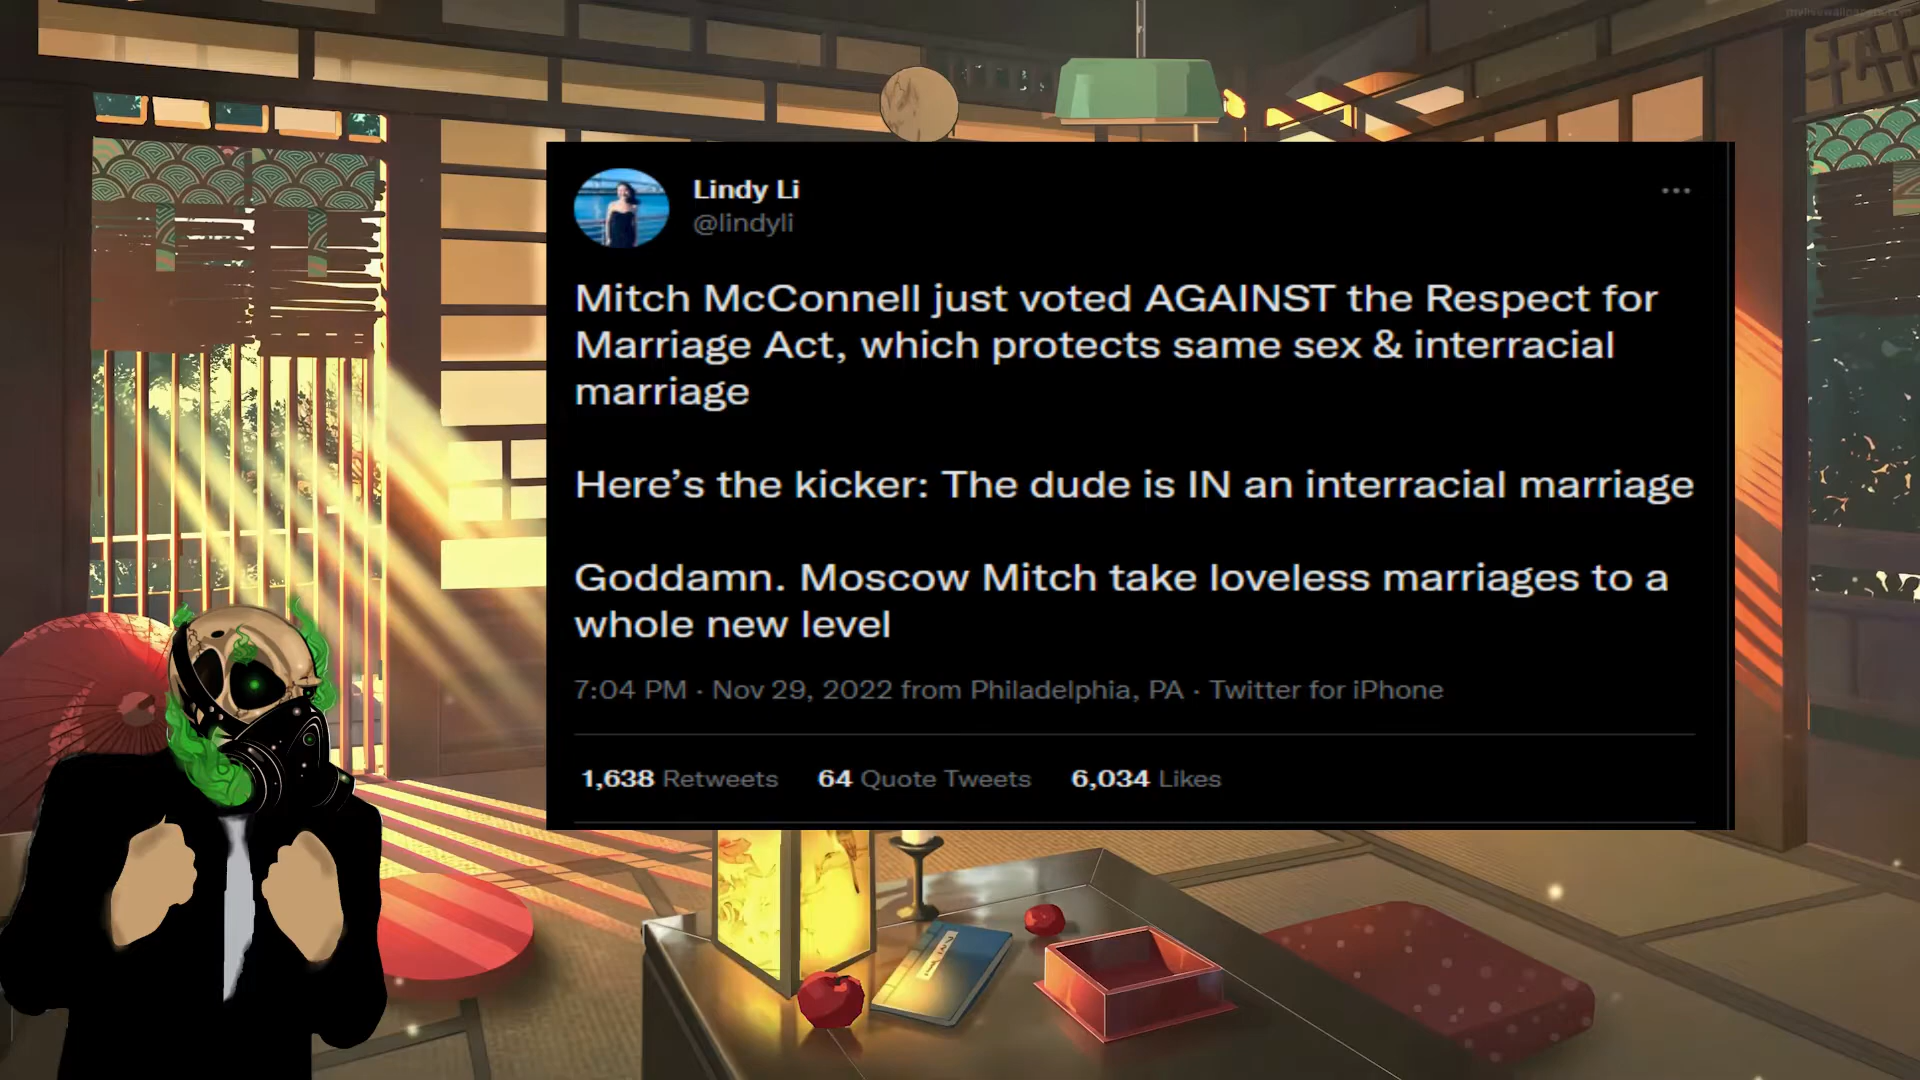 mylivewallpapers.com
Lindy Li
@lindyli
Mitch McConnell just voted AGAINST the Respect for
Marriage Act, which protects same sex & interracial
marriage
Here’s the kicker: The dude is IN an interracial marriage
Goddamn. Moscow Mitch take loveless marriages to a
whole new level
7:04 PM · Nov 29, 2022 from Philadelphia, PA · Twitter for iPhone
1,638 Retweets 64 Quote Tweets 6,034 Likes